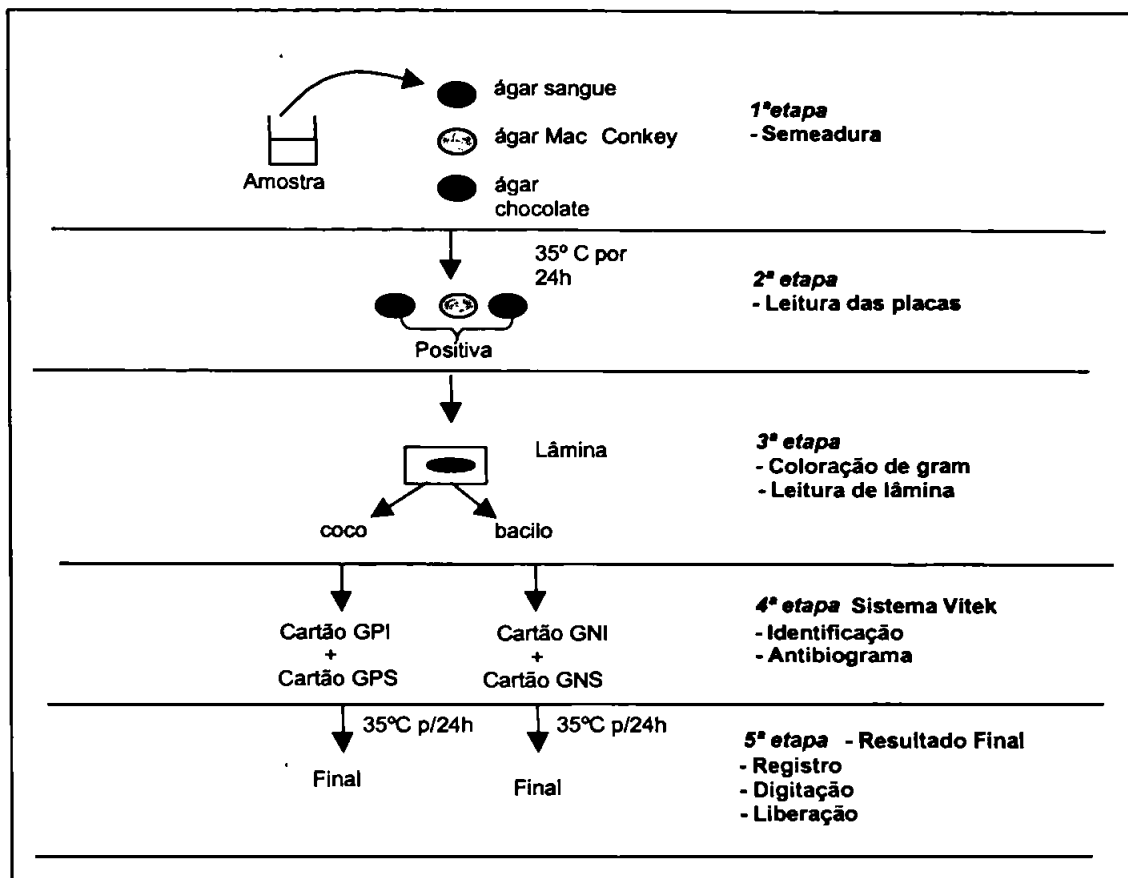 ágar sangue
ágar Mac Conkey
ágar
chocolate
Amostra
1ªetapa
- Semeadura
35º C por
24h
Positiva
2ª etapa
- Leitura das placas
Lâmina
coco
bacilo
3ª etapa
- Coloração de gram
- Leitura de lâmina
Cartão GPI
+
Cartão GPS
Cartão GNI
+
Cartão GNS
4ª etapa Sistema Vitek
- Identificação
- Antibiograma
35ºC p/24h
35ºC p/24h
Final
Final
5ª etapa - Resultado Final
- Registro
- Digitação
- Liberação